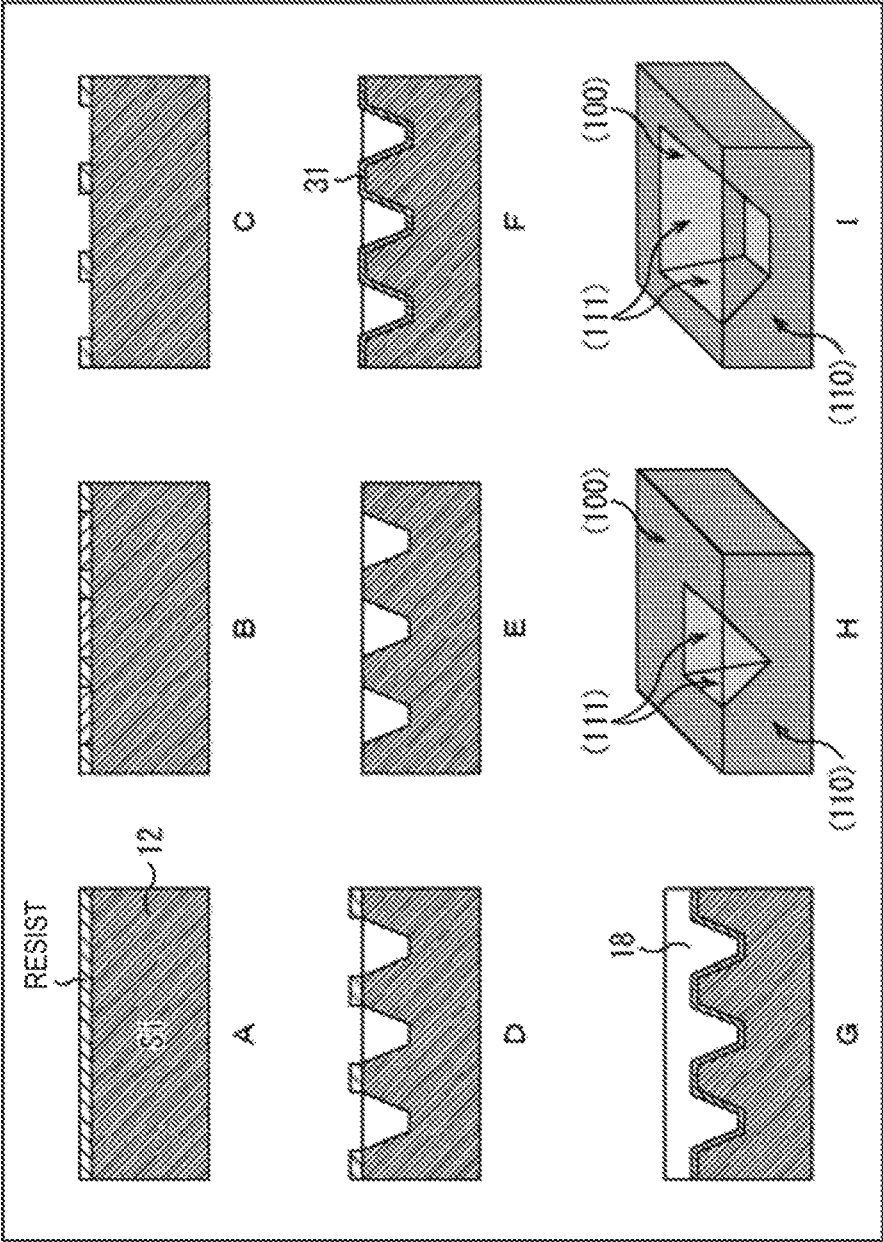 RESIST
12
Si
A
B
C
31
D
E
F
18
(111)
(100)
(111)
(100)
(110)
(110)
G
H
I